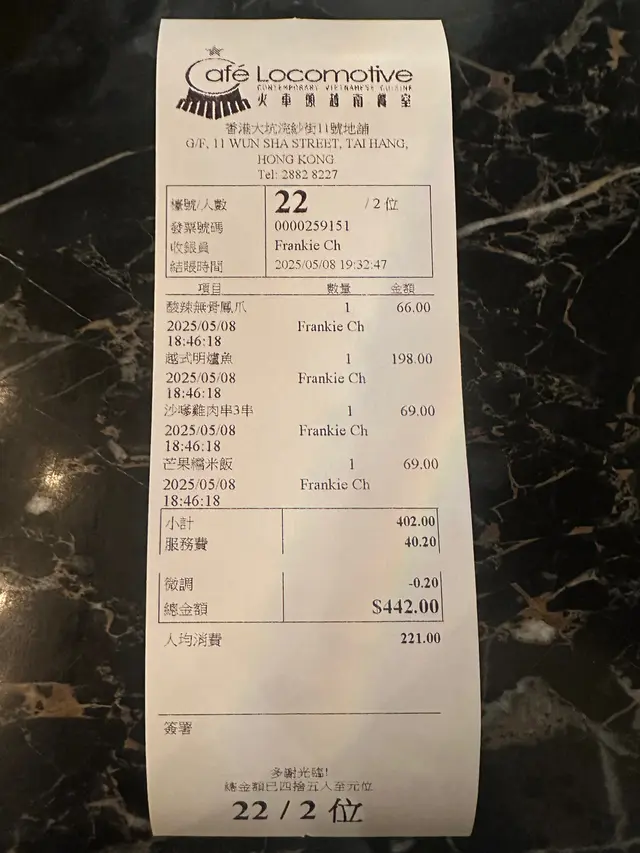 Café Locomotive
CONTEMPORARY VIETNAMESE CUISINE
火車頭越南餐室
香港大坑浣紗街11號地舖
G/F, 11 WUN SHA STREET, TAI HANG,
HONG KONG
Tel: 2882 8227
檯號/人數 22 / 2 位
發票號碼 0000259151
收銀員 Frankie Ch
結賬時間 2025/05/08 19:32:47
項目 數量 金額
酸辣無骨鳳爪 1 66.00
2025/05/08 Frankie Ch
18:46:18
越式明爐魚 1 198.00
2025/05/08 Frankie Ch
18:46:18
沙嗲雞肉串3串 1 69.00
2025/05/08 Frankie Ch
18:46:18
芒果糯米飯 1 69.00
2025/05/08 Frankie Ch
18:46:18
小計 402.00
服務費 40.20
微調 -0.20
總金額 $442.00
人均消費 221.00
簽署
多謝光臨!
總金額已四捨五入至元位
22 / 2 位